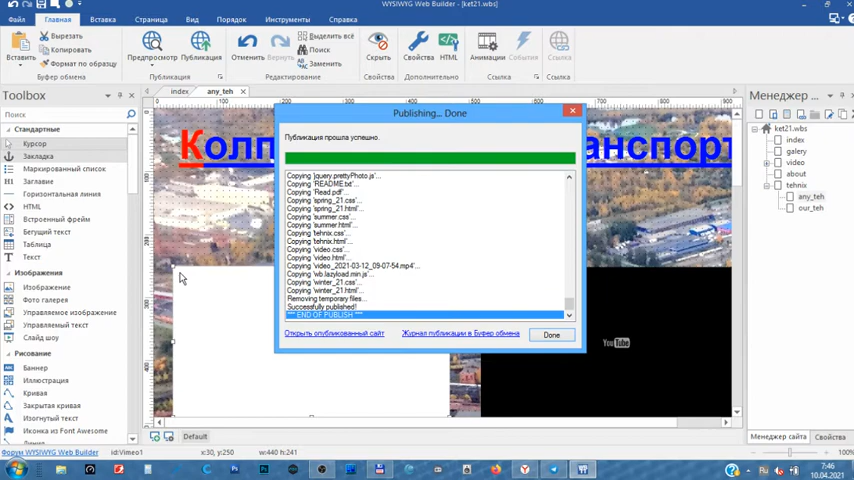 WYSIWYG Web Builder - [ket21.wbs]
Файл
Главная
Вставка
Страница
Вид
Порядок
Инструменты
Справка
Вставить
Вырезать
Копировать
Формат по образцу
Буфер обмена
Предпросмотр
Публикация
Публикация
Отменить
Вернуть
Выделить всё
Поиск
Заменить
Редактирование
Скрыть
Свойства
Свойства
HTML
Дополнительно
Анимации
События
Ссылка
Ссылка
Toolbox
Поиск
Стандартные
Курсор
Закладка
Маркированный список
Заглавие
Горизонтальная линия
HTML
Встроенный фрейм
Бегущий текст
Таблица
Текст
Изображения
Изображение
Фото галерея
Управляемое изображение
Управляемый текст
Слайд шоу
Рисование
Баннер
Иллюстрация
Кривая
Закрытая кривая
Изогнутый текст
Иконка из Font Awesome
index
any_teh
Колп
анспорт
Publishing... Done
Публикация прошла успешно.
Copying 'jquery.prettyPhoto.js'...
Copying 'README.txt'...
Copying 'Read.pdf'...
Copying 'spring_21.css'...
Copying 'spring_21.html'...
Copying 'summer.css'...
Copying 'summer.html'...
Copying 'tehnix.css'...
Copying 'tehnix.html'...
Copying 'video.css'...
Copying 'video.html'...
Copying 'video_2021-03-12_09-07-54.mp4'...
Copying 'wb.lazyload.min.js'...
Copying 'winter_21.css'...
Copying 'winter_21.html'...
Removing temporary files...
Successfully published!
*** END OF PUBLISH ***
Открыть опубликованный сайт
Журнал публикации в Буфер обмена
Done
YouTube
Менеджер ...
ket21.wbs
index
galery
video
about
tehnix
any_teh
our_teh
Менеджер сайта
Свойства
Default
Форум WYSIWYG Web Builder
id:Vimeo1
x:30, y:250
w:440 h:241
100%
Ru
7:46
10.04.2021